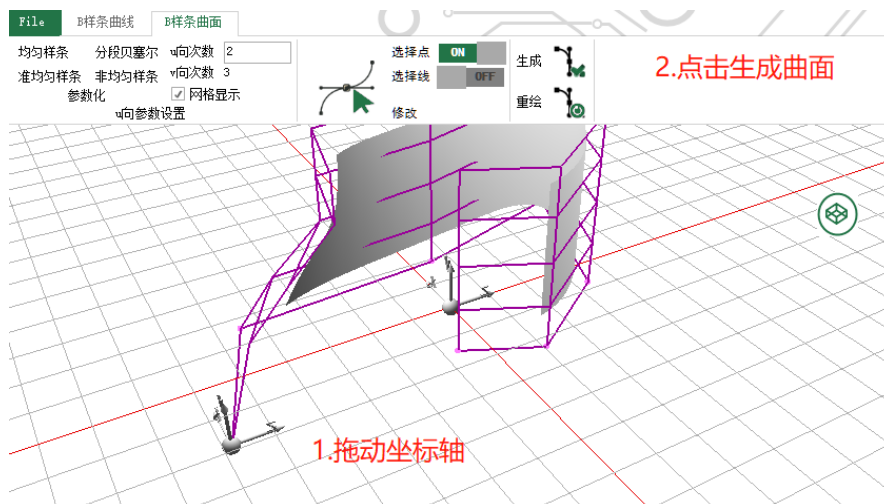 File B样条曲线 B样条曲面
均匀样条 分段贝塞尔 u向次数 2
准均匀样条 非均匀样条 v向次数 3
参数化 网格显示
u向参数设置
选择点 ON
选择线 OFF
修改
生成
重绘
2.点击生成曲面
1.拖动坐标轴